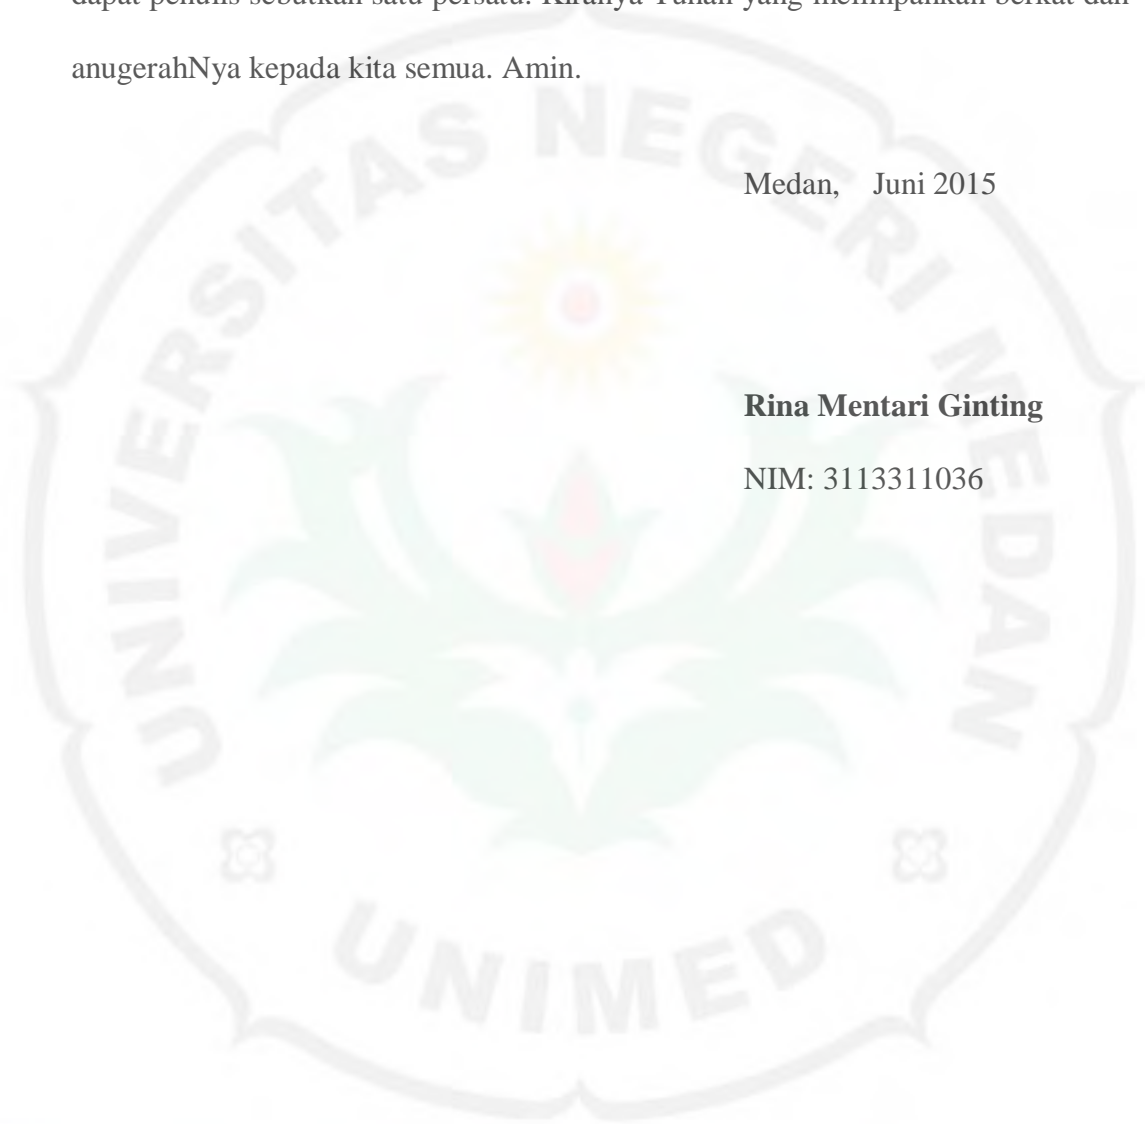 dapat penulis sebutkan satu persatu. Kiranya Tuhan yang melimpahkan berkat dan
anugerahNya kepada kita semua. Amin.
Medan, Juni 2015
Rina Mentari Ginting
NIM: 3113311036
UNIVERSITAS NEGERI MEDAN
UNIMED